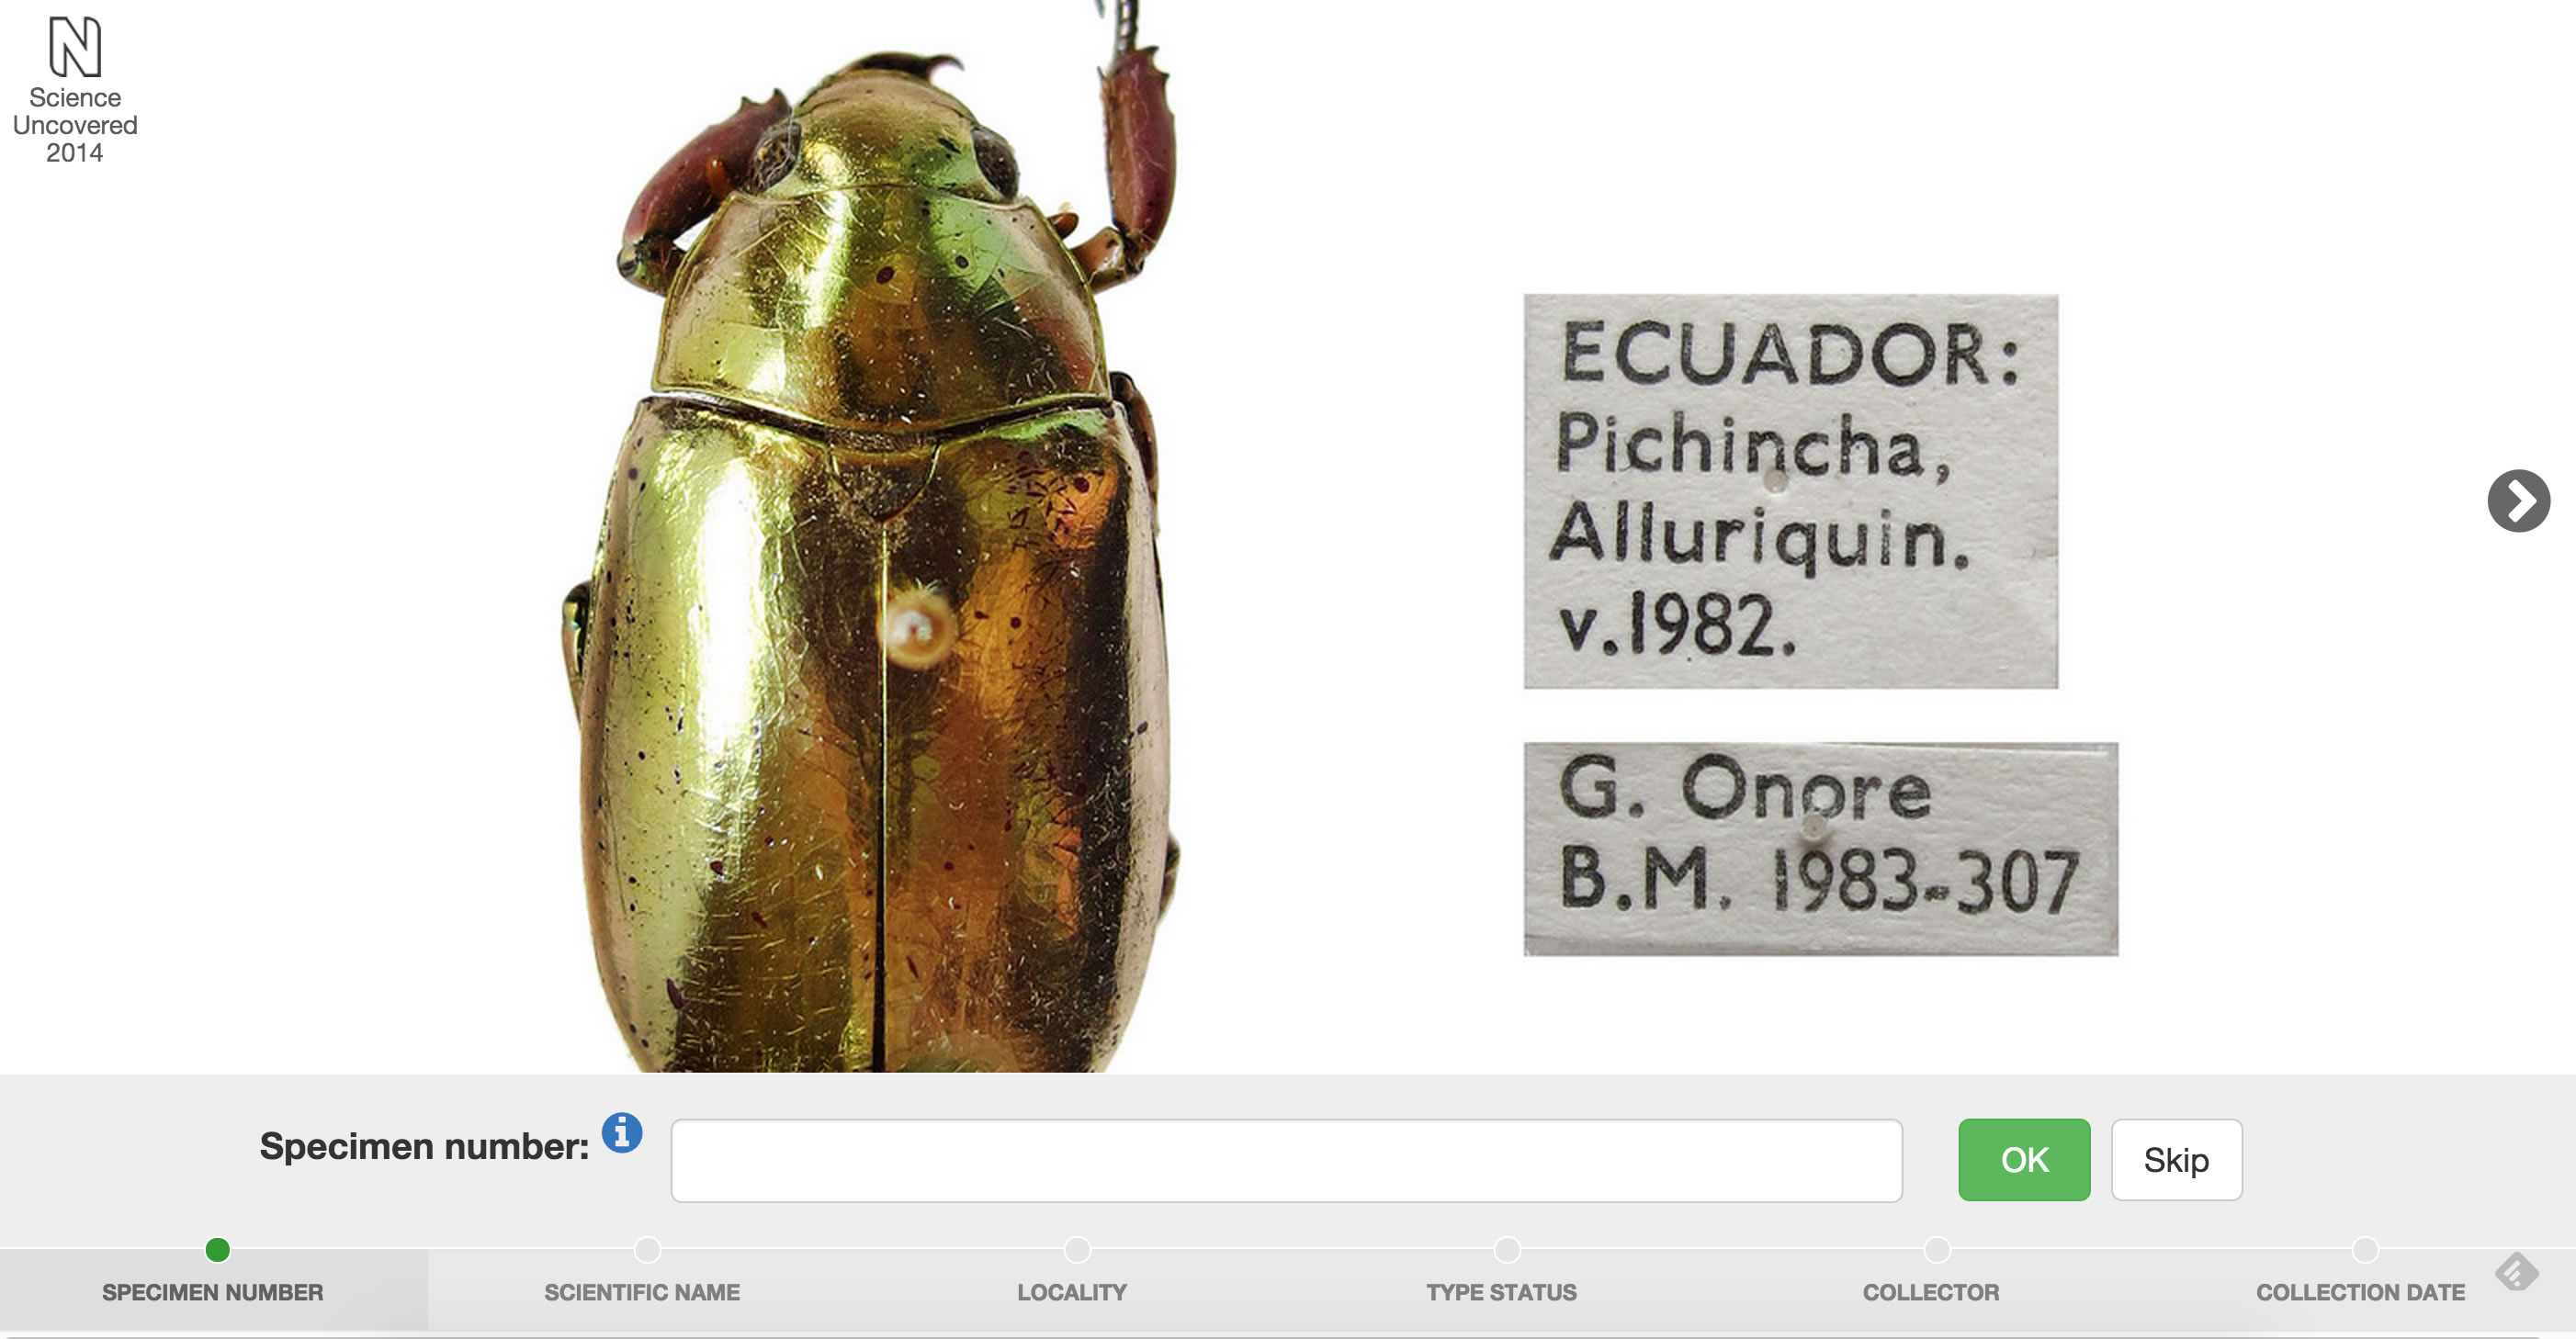 N
Science
Uncovered
2014
ECUADOR:
Pichincha,
Alluriquin.
v.1982.
G. Onore
B.M. 1983-307
Specimen number:
OK
Skip
SPECIMEN NUMBER
SCIENTIFIC NAME
LOCALITY
TYPE STATUS
COLLECTOR
COLLECTION DATE